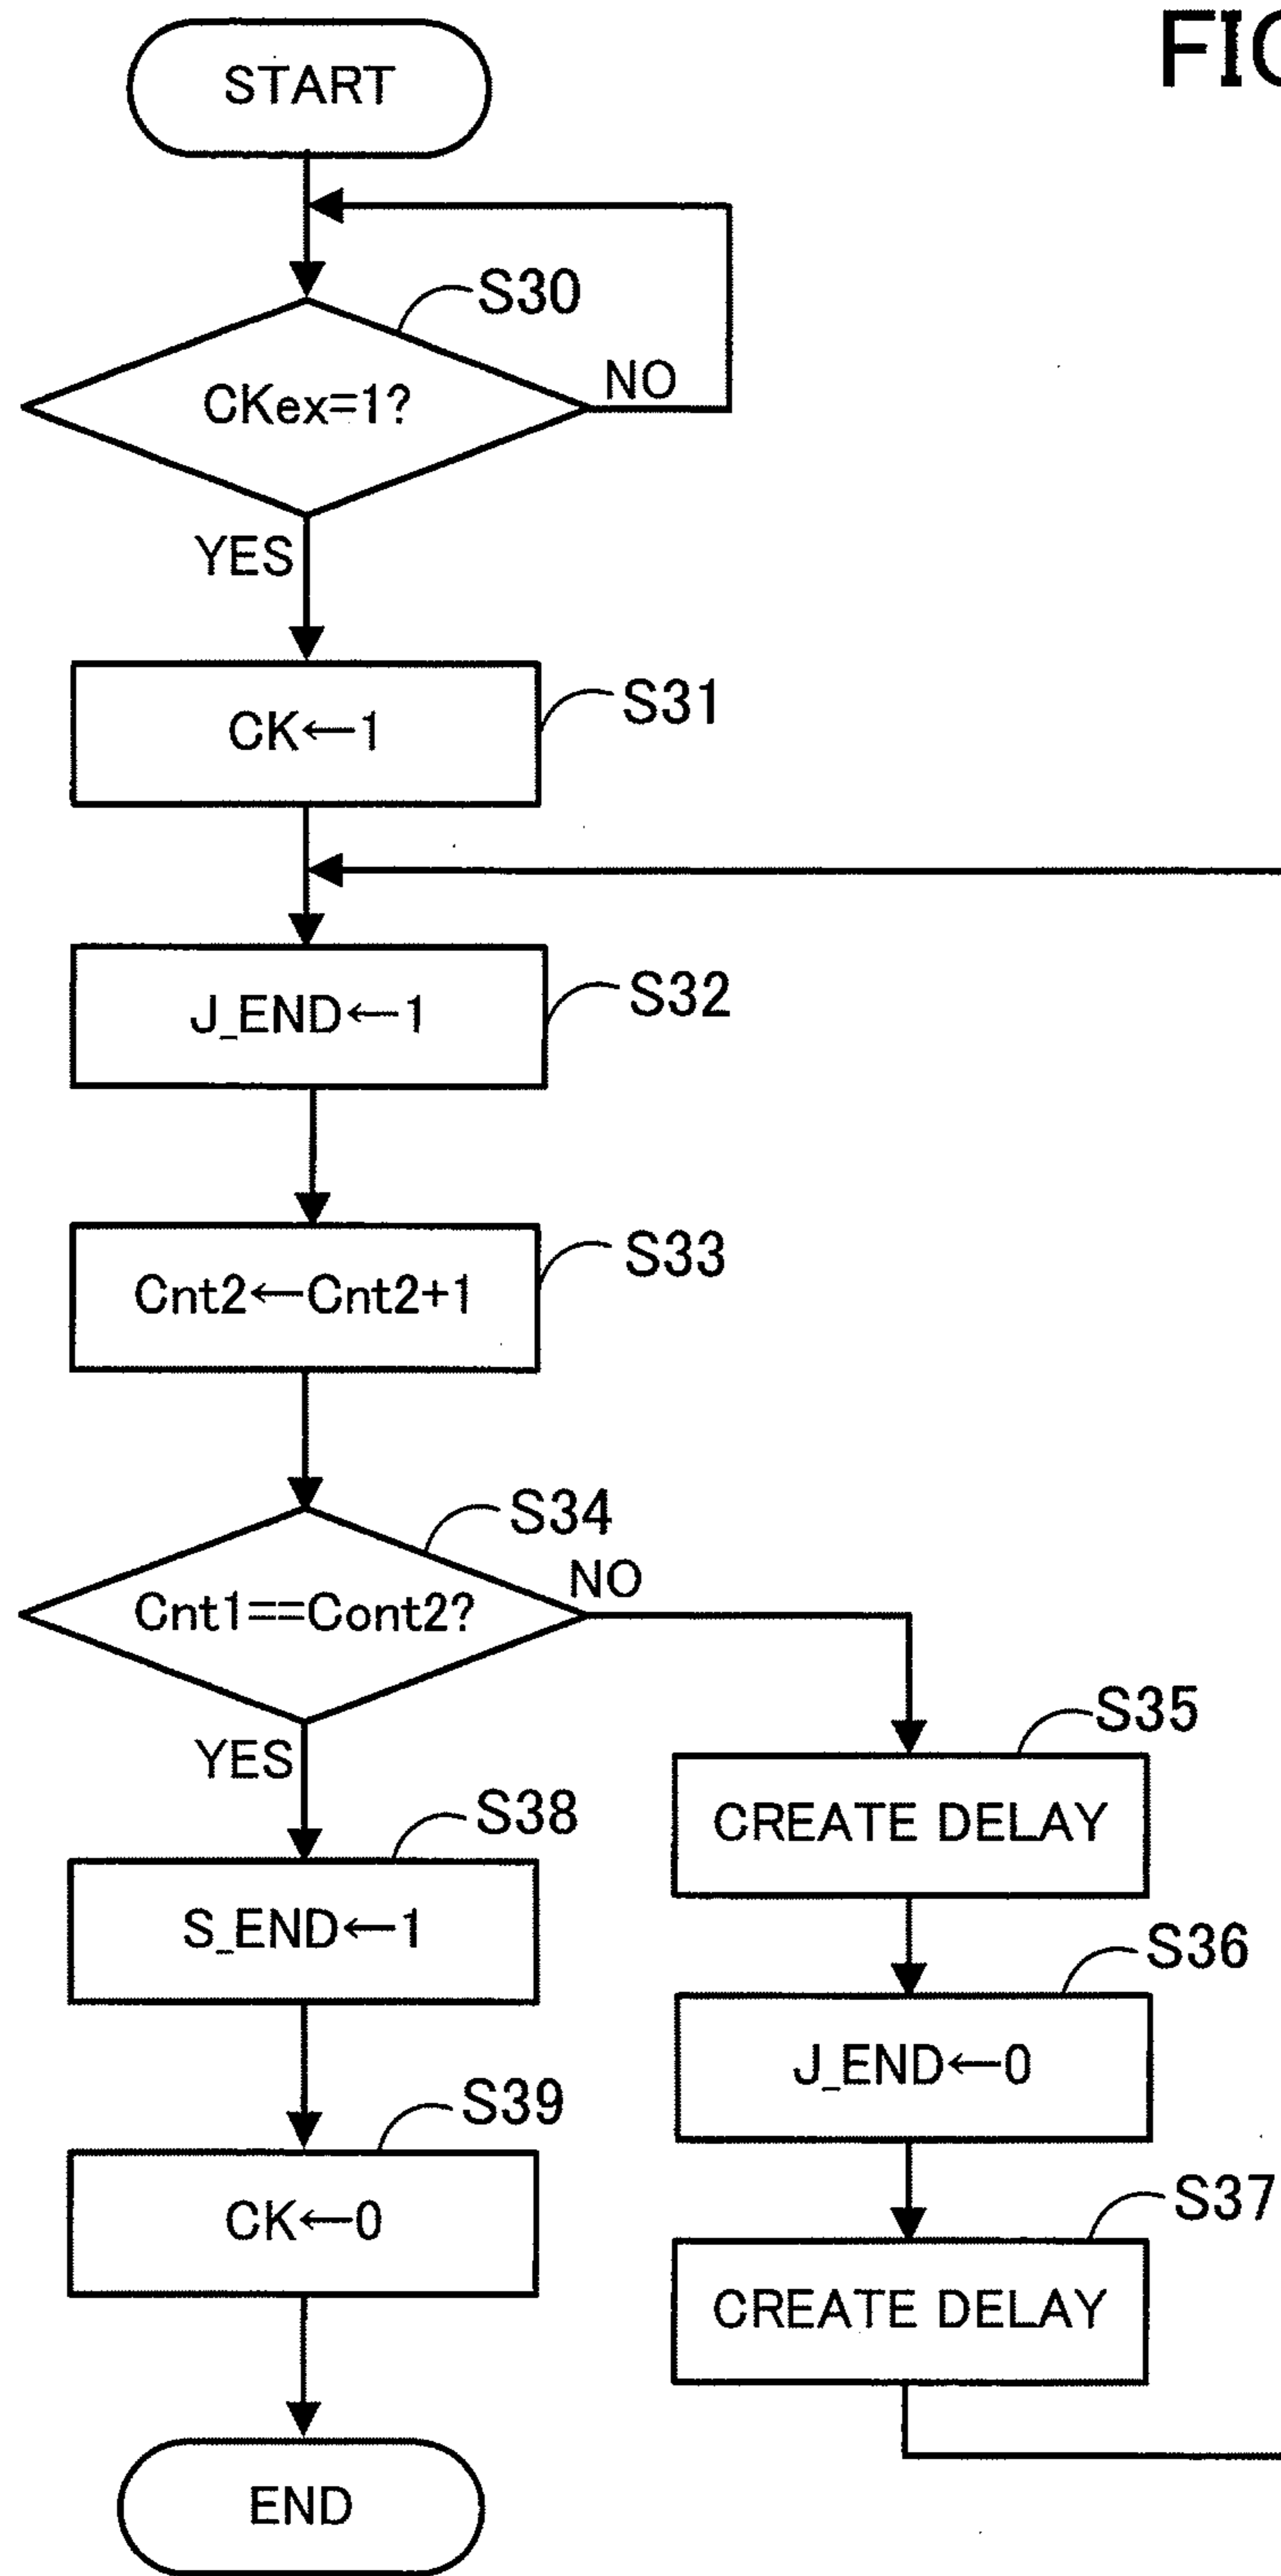 FIG
START
S30
CKex=1?
NO
YES
S31
CK←1
S32
J_END←1
S33
Cnt2←Cnt2+1
S34
Cnt1==Cont2?
NO
YES
S35
CREATE DELAY
S38
S_END←1
S36
J_END←0
S39
CK←0
S37
CREATE DELAY
END